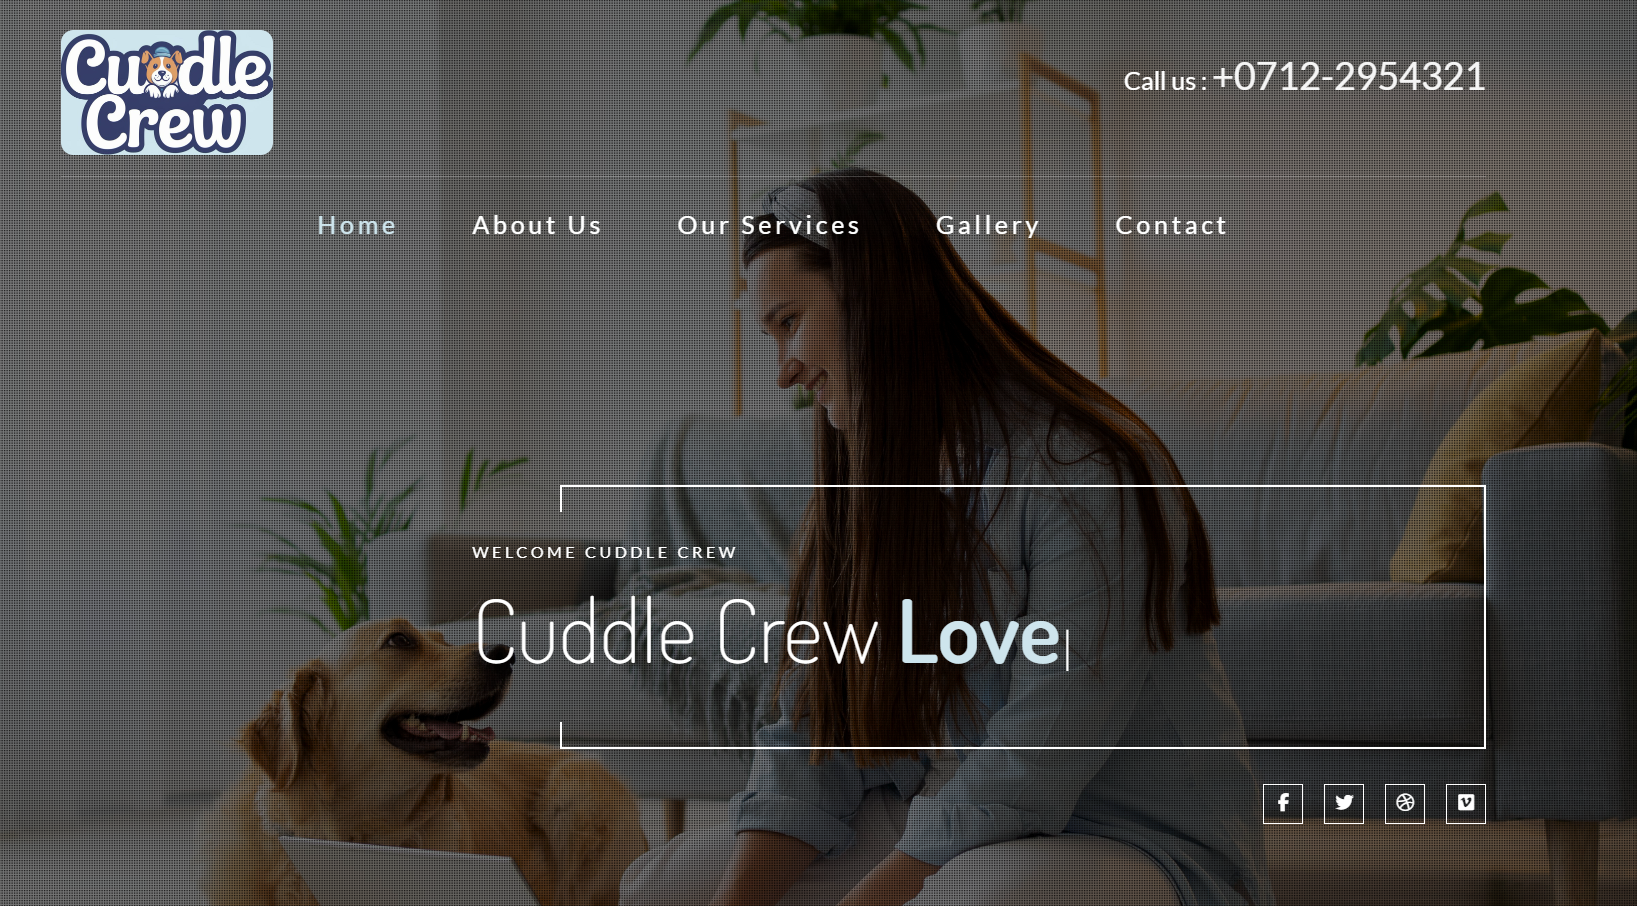 Cuddle
Crew
Call us : +0712-2954321
Home About Us Our Services Gallery Contact
WELCOME CUDDLE CREW
Cuddle Crew Love